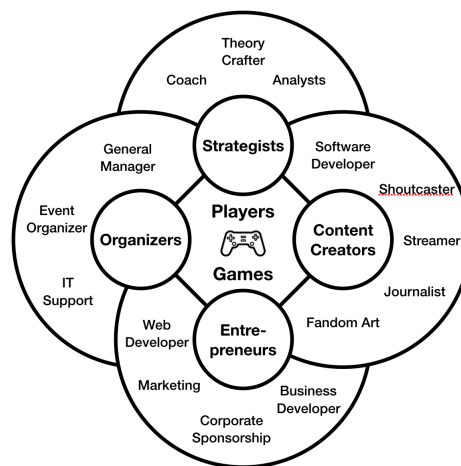 Theory
Crafter
Coach
Analysts
Strategists
General
Manager
Software
Developer
Shoutcaster
Event
Organizer
Organizers
Players
Games
Content
Creators
Streamer
IT
Support
Journalist
Web
Developer
Entre-
preneurs
Fandom Art
Marketing
Business
Developer
Corporate
Sponsorship